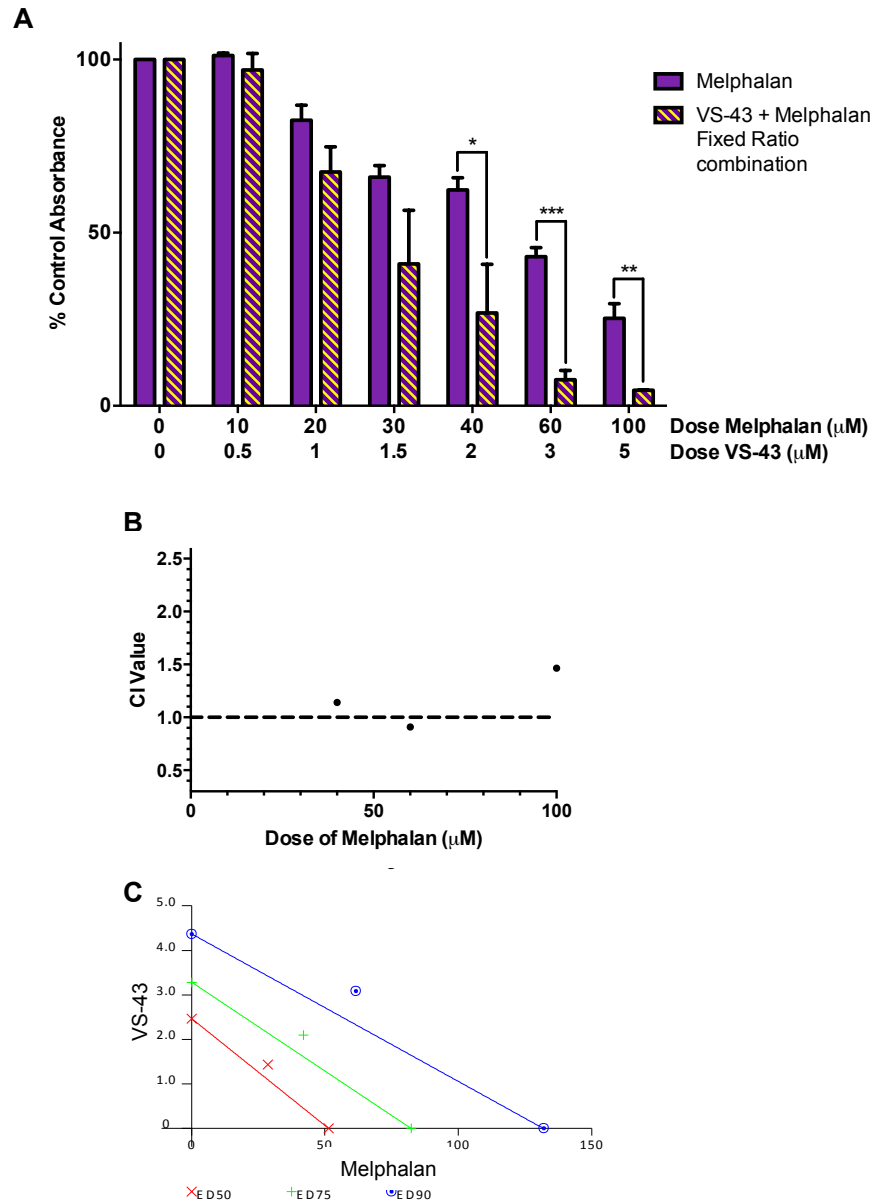 A
100
50
0
% Control Absorbance
Melphalan
VS-43 + Melphalan
Fixed Ratio
combination
*
***
**
0 10 20 30 40 60 100 Dose Melphalan (μM)
0 0.5 1 1.5 2 3 5 Dose VS-43 (μM)
B
2.5
2.0
1.5
1.0
0.5
CI Value
0 50 100
Dose of Melphalan (μM)
C
5.0
4.0
3.0
2.0
1.0
0
VS-43
0 50 100 150
Melphalan
ED50 ED75 ED90